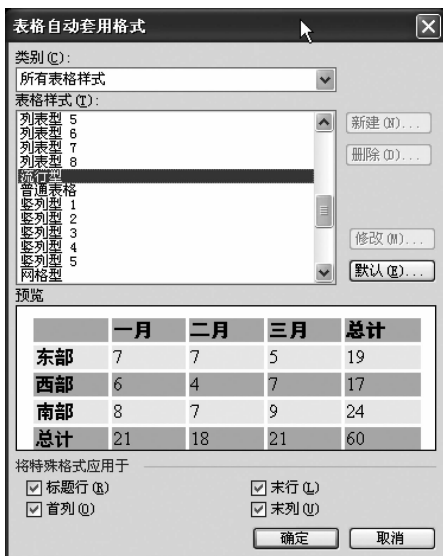 表格自动套用格式
类别(C):
所有表格样式
表格样式(T):
列表型 5
列表型 6
列表型 7
列表型 8
流行型
普通表格
竖列型 1
竖列型 2
竖列型 3
竖列型 4
竖列型 5
网格型
新建(N)...
删除(D)...
修改(M)...
默认(E)...
预览
一月 二月 三月 总计
东部 7 7 5 19
西部 6 4 7 17
南部 8 7 9 24
总计 21 18 21 60
将特殊格式应用于
标题行(R) 末行(L)
首列(O) 末列(U)
确定 取消